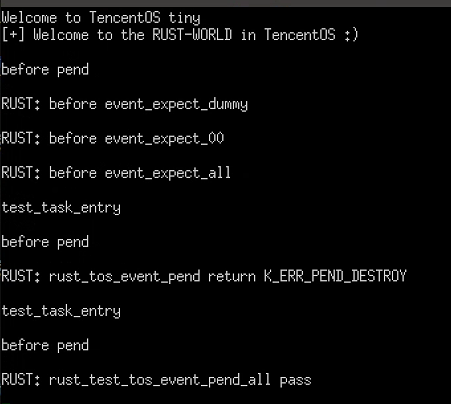 Welcome to TencentOS tiny
[+] Welcome to the RUST-WORLD in TencentOS :)
before pend
RUST: before event_expect_dummy
RUST: before event_expect_00
RUST: before event_expect_all
test_task_entry
before pend
RUST: rust_tos_event_pend return K_ERR_PEND_DESTROY
test_task_entry
before pend
RUST: rust_test_tos_event_pend_all pass